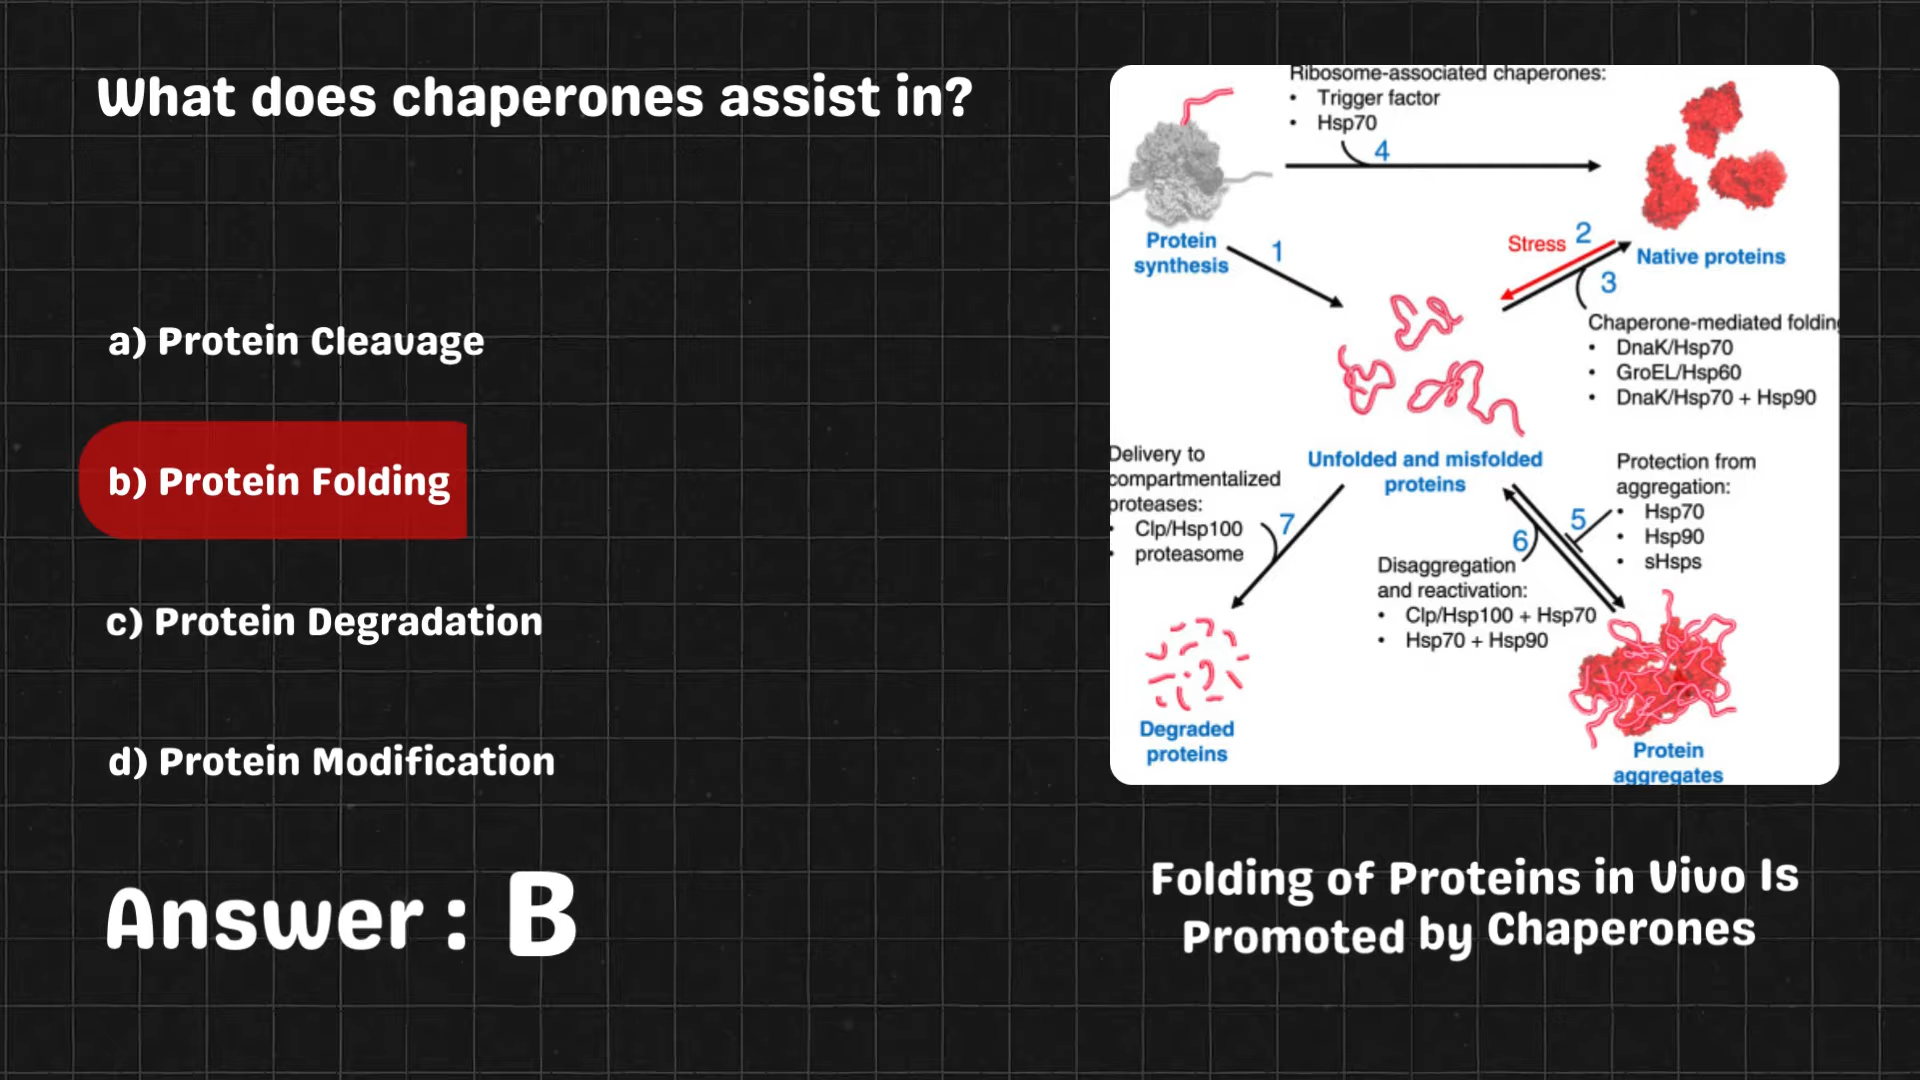 What does chaperones assist in?
a) Protein Cleavage
b) Protein Folding
c) Protein Degradation
d) Protein Modification
Answer : B
Ribosome-associated chaperones:
• Trigger factor
• Hsp70
4
Protein
synthesis
1
Stress
2
Native proteins
3
Chaperone-mediated folding
• DnaK/Hsp70
• GroEL/Hsp60
• DnaK/Hsp70 + Hsp90
Unfolded and misfolded
proteins
Delivery to
compartmentalized
proteases:
• Clp/Hsp100
• proteasome
7
Protection from
aggregation:
• Hsp70
• Hsp90
• sHsps
5
6
Disaggregation
and reactivation:
• Clp/Hsp100 + Hsp70
• Hsp70 + Hsp90
Degraded
proteins
Protein
aggregates
Folding of Proteins in Vivo Is
Promoted by Chaperones